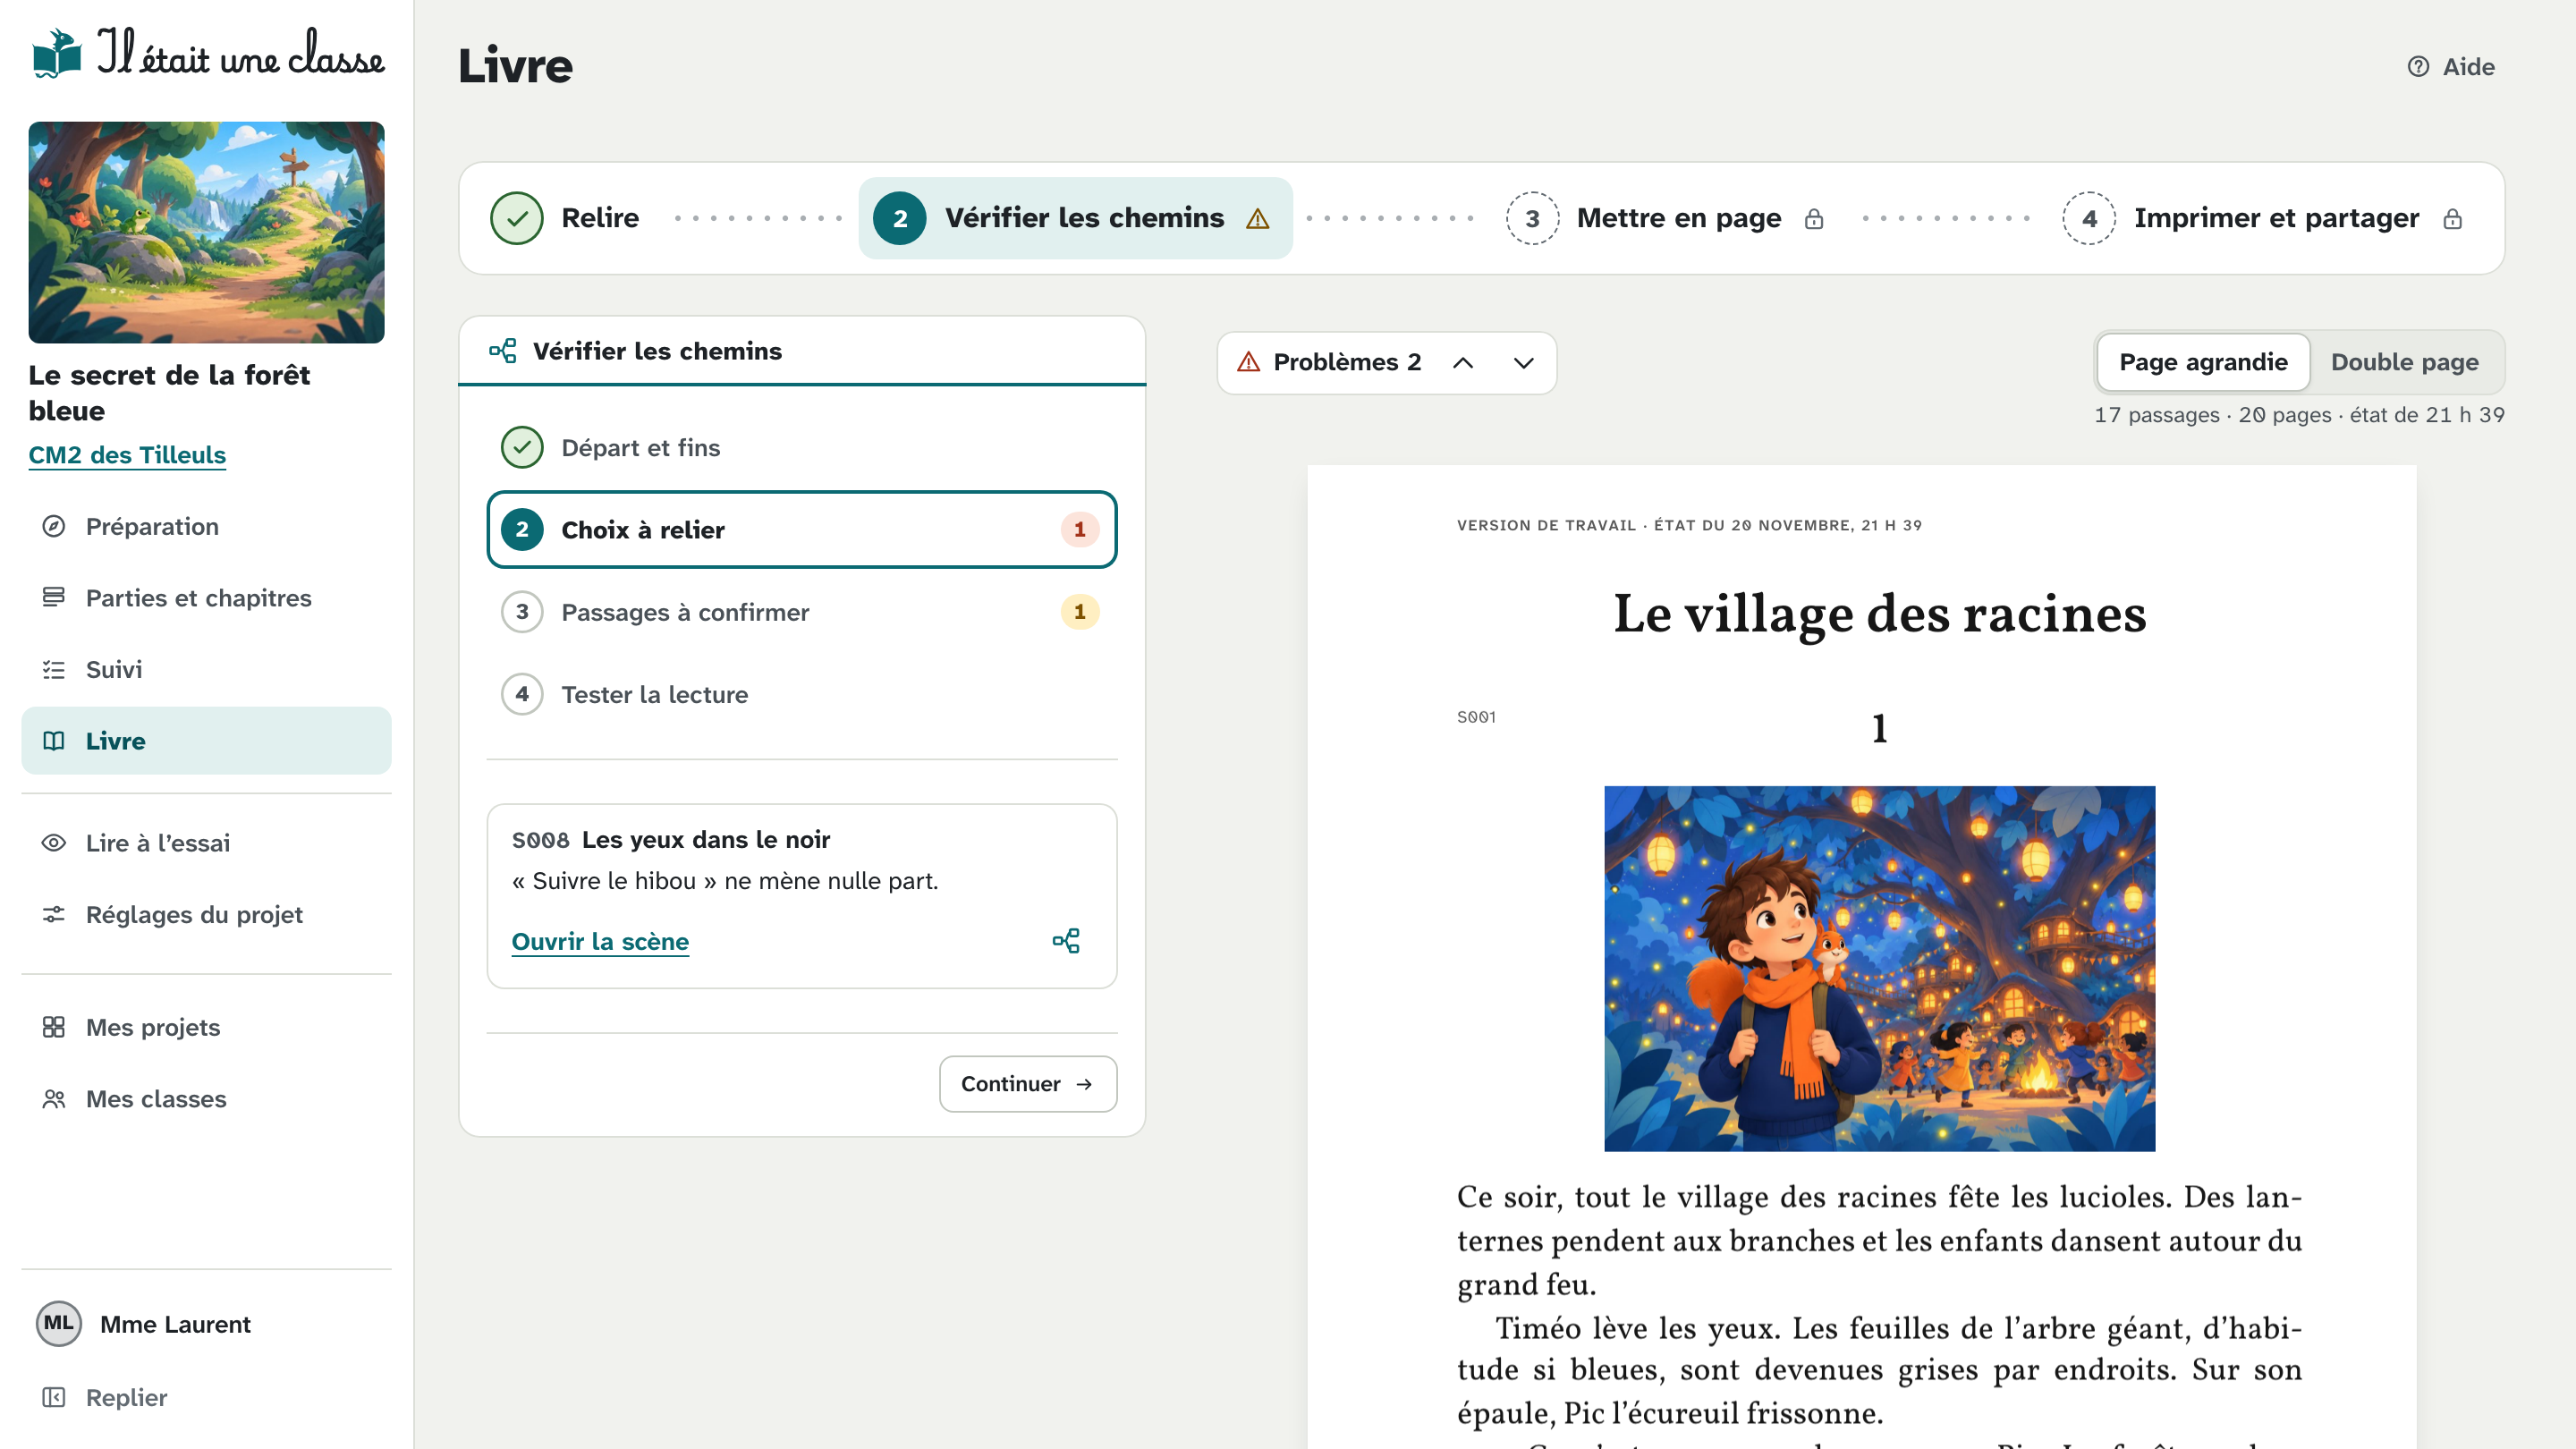 Il était une classe
Le secret de la forêt
bleue
CM2 des Tilleuls
Préparation
Parties et chapitres
Suivi
Livre
Lire à l’essai
Réglages du projet
Mes projets
Mes classes
ML Mme Laurent
Replier
Livre
Aide
Relire
2 Vérifier les chemins
3 Mettre en page
4 Imprimer et partager
Vérifier les chemins
Départ et fins
2 Choix à relier 1
3 Passages à confirmer 1
4 Tester la lecture
S008 Les yeux dans le noir
« Suivre le hibou » ne mène nulle part.
Ouvrir la scène
Continuer →
Problèmes 2
Page agrandie Double page
17 passages · 20 pages · état de 21 h 39
VERSION DE TRAVAIL · ÉTAT DU 20 NOVEMBRE, 21 H 39
Le village des racines
S001
1
Ce soir, tout le village des racines fête les lucioles. Des lan-
ternes pendent aux branches et les enfants dansent autour du
grand feu.
Timéo lève les yeux. Les feuilles de l’arbre géant, d’habi-
tude si bleues, sont devenues grises par endroits. Sur son
épaule, Pic l’écureuil frissonne.